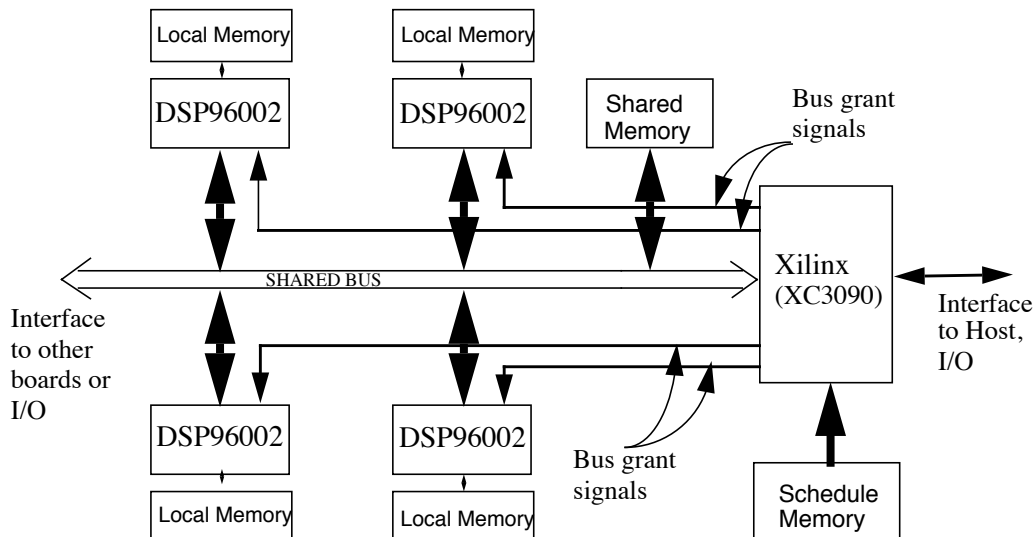 Local Memory
Local Memory
DSP96002
DSP96002
Shared
Memory
Bus grant
signals
SHARED BUS
Xilinx
(XC3090)
Interface
to other
boards or
I/O
Interface
to Host,
I/O
DSP96002
DSP96002
Bus grant
signals
Local Memory
Local Memory
Schedule
Memory